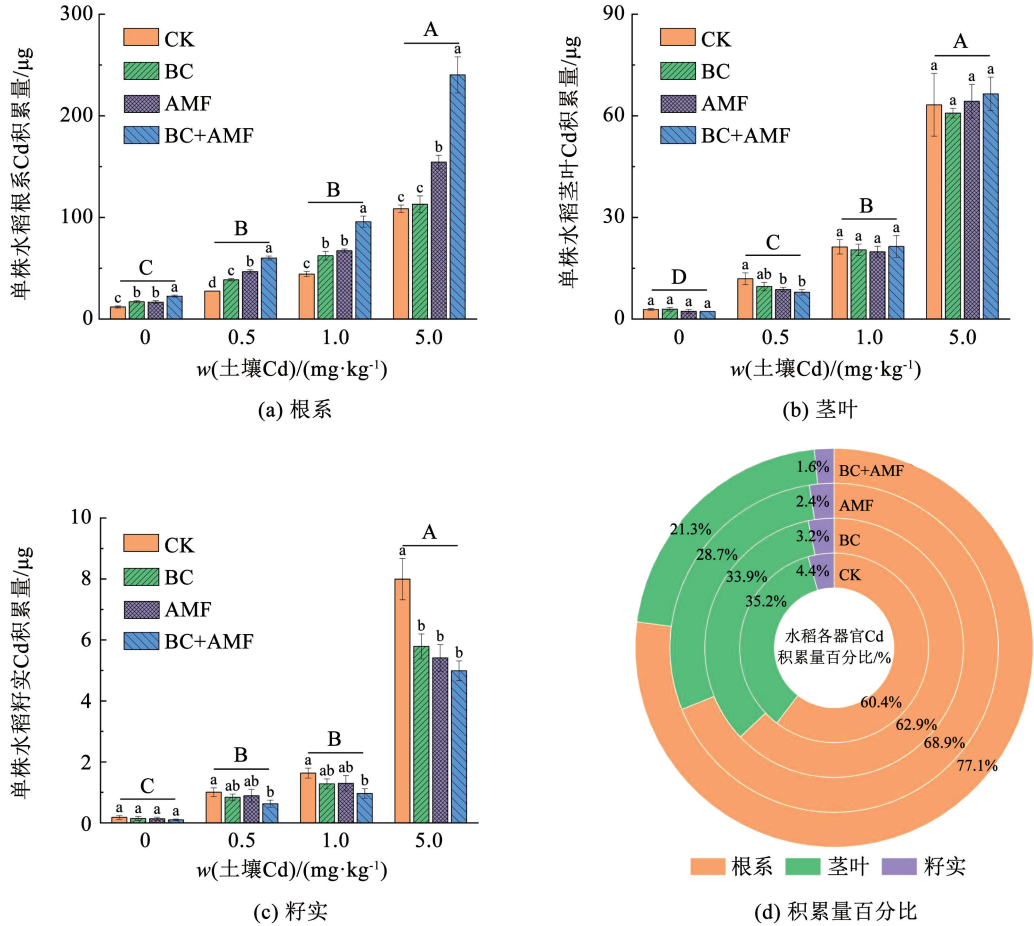 300
200
100
0
单株水稻根系Cd积累量/μg
CK
BC
AMF
BC+AMF
C
c b b a
B
d c b a
B
c b b a
A
c c b a
0 0.5 1.0 5.0
w(土壤Cd)/(mg·kg⁻¹)
(a) 根系
90
60
30
0
单株水稻茎叶Cd积累量/μg
CK
BC
AMF
BC+AMF
D
a a a a
C
a ab b b
B
a a a a
A
a a a a
0 0.5 1.0 5.0
w(土壤Cd)/(mg·kg⁻¹)
(b) 茎叶
10
8
6
4
2
0
单株水稻籽实Cd积累量/μg
CK
BC
AMF
BC+AMF
C
a a a a
B
a ab ab b
B
a ab ab b
A
a b b b
0 0.5 1.0 5.0
w(土壤Cd)/(mg·kg⁻¹)
(c) 籽实
1.6% BC+AMF
2.4% AMF
3.2% BC
4.4% CK
21.3%
28.7%
33.9%
35.2%
水稻各器官Cd
积累量百分比/%
60.4%
62.9%
68.9%
77.1%
根系 茎叶 籽实
(d) 积累量百分比